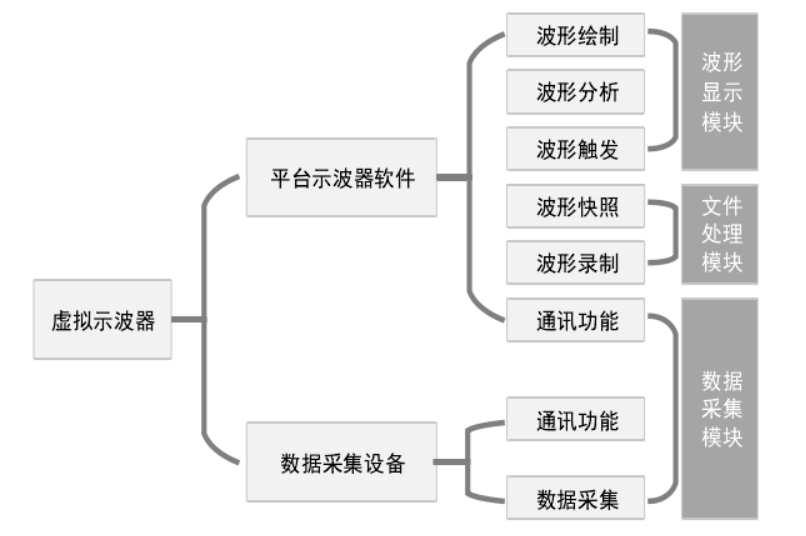 波形绘制
波形
显示
模块
波形分析
波形触发
平台示波器软件
波形快照
文件
处理
模块
波形录制
虚拟示波器
通讯功能
数据
采集
模块
通讯功能
数据采集设备
数据采集